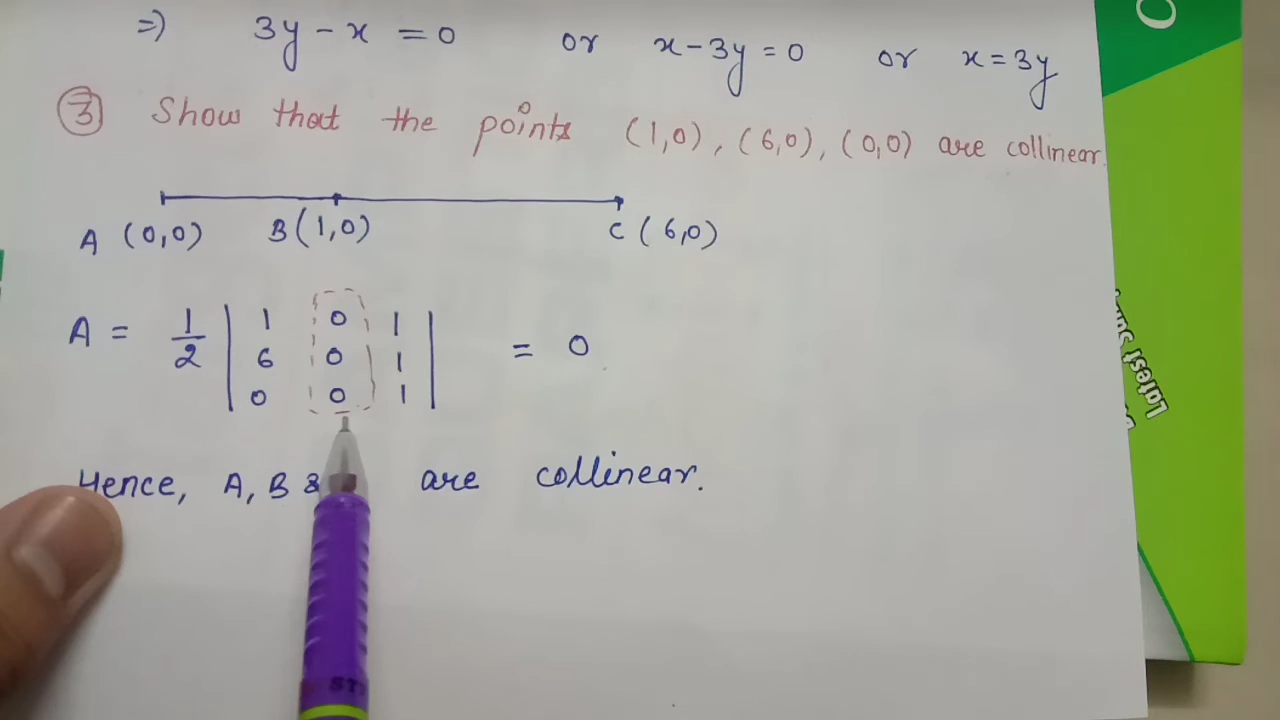 =) 3y - x = 0 or x - 3y = 0 or x = 3y
③ Show that the points (1,0), (6,0), (0,0) are collinear.
A (0,0) B(1,0) C (6,0)
A = 1/2 | 1 0 1 | = 0
| 6 0 1 |
| 0 0 1 |
Hence, A, B & are collinear.
Latest